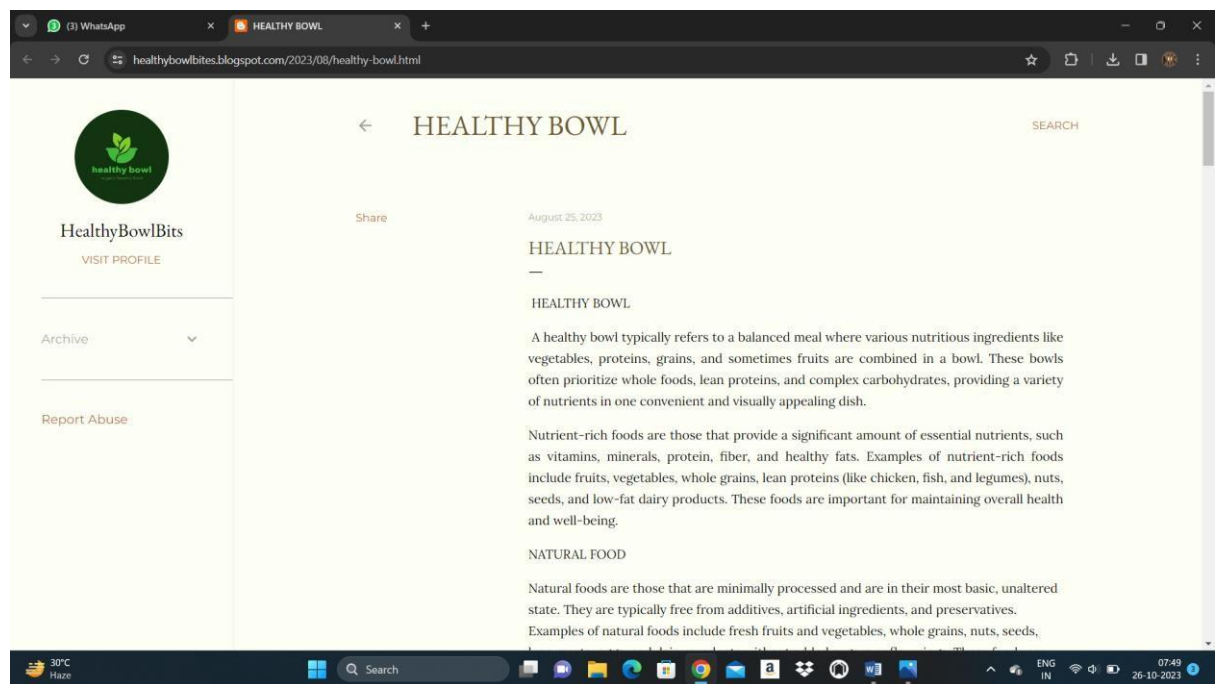 (3) WhatsApp
HEALTHY BOWL
healthybowlbites.blogspot.com/2023/08/healthy-bowl.html
healthy bowl
HealthyBowlBits
VISIT PROFILE
Archive
Report Abuse
HEALTHY BOWL
SEARCH
Share
August 25, 2023
HEALTHY BOWL
HEALTHY BOWL
A healthy bowl typically refers to a balanced meal where various nutritious ingredients like
vegetables, proteins, grains, and sometimes fruits are combined in a bowl. These bowls
often prioritize whole foods, lean proteins, and complex carbohydrates, providing a variety
of nutrients in one convenient and visually appealing dish.
Nutrient-rich foods are those that provide a significant amount of essential nutrients, such
as vitamins, minerals, protein, fiber, and healthy fats. Examples of nutrient-rich foods
include fruits, vegetables, whole grains, lean proteins (like chicken, fish, and legumes), nuts,
seeds, and low-fat dairy products. These foods are important for maintaining overall health
and well-being.
NATURAL FOOD
Natural foods are those that are minimally processed and are in their most basic, unaltered
state. They are typically free from additives, artificial ingredients, and preservatives.
Examples of natural foods include fresh fruits and vegetables, whole grains, nuts, seeds,
30°C
Haze
Search
ENG
IN
07:49
26-10-2023
3